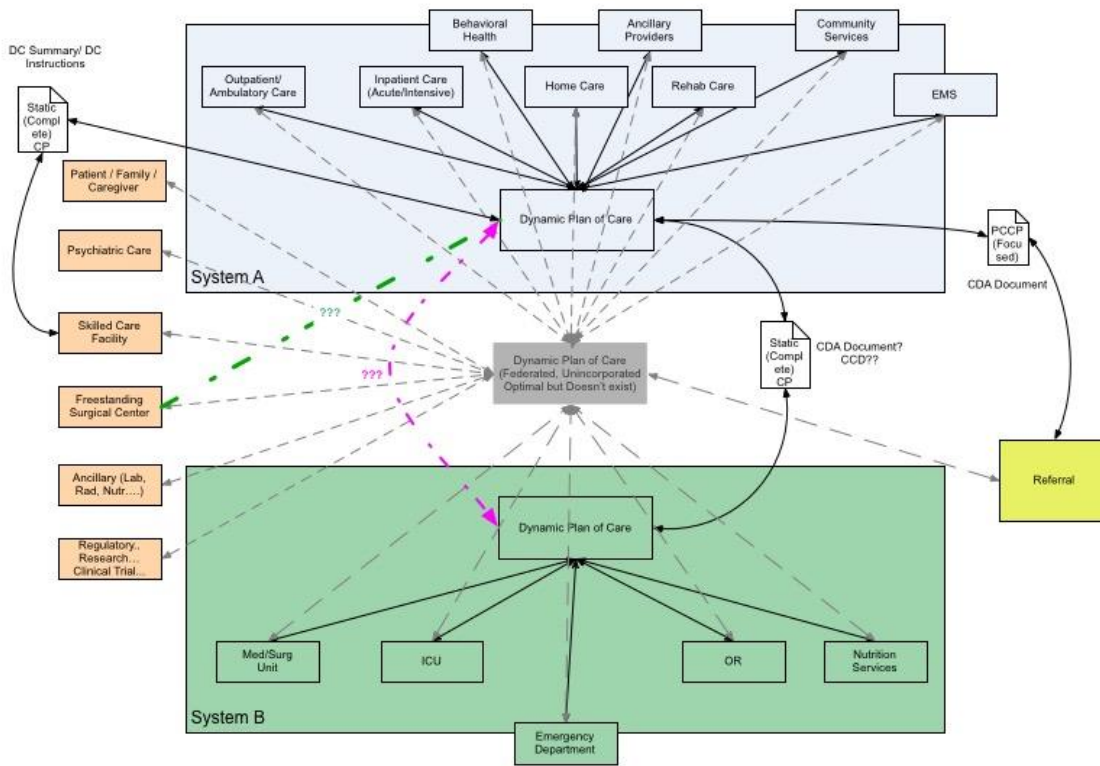 Behavioral
Health
Ancillary
Providers
Community
Services
DC Summary/ DC
Instructions
Outpatient/
Ambulatory Care
Inpatient Care
(Acute/Intensive)
Home Care
Rehab Care
EMS
Static
(Compl
ete)
CP
Patient / Family /
Caregiver
Dynamic Plan of Care
PCCP
(Focu
sed)
Psychiatric Care
System A
CDA Document
???
Skilled Care
Facility
Static
(Compl
ete)
CP
CDA Document?
CCD??
Dynamic Plan of Care
(Federated, Unincorporated
Optimal but Doesn't exist)
???
Freestanding
Surgical Center
Ancillary (Lab,
Rad, Nutr....)
Referral
Dynamic Plan of Care
Regulatory..
Research...
Clinical Trial...
Med/Surg
Unit
ICU
OR
Nutrition
Services
System B
Emergency
Department